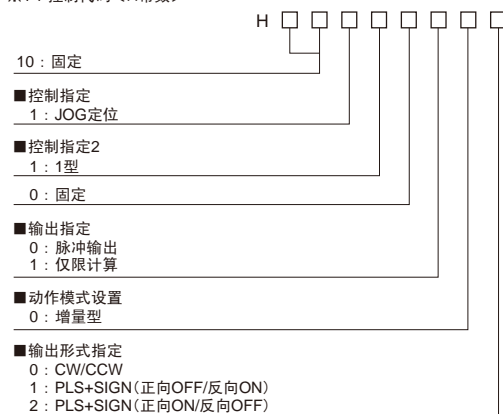 H □ □ □ □ □ □ □ □
10：固定
■控制指定
1：JOG定位
■控制指定2
1：1型
0：固定
■输出指定
0：脉冲输出
1：仅限计算
■动作模式设置
0：增量型
■输出形式指定
0：CW/CCW
1：PLS+SIGN（正向OFF/反向ON）
2：PLS+SIGN（正向ON/反向OFF）